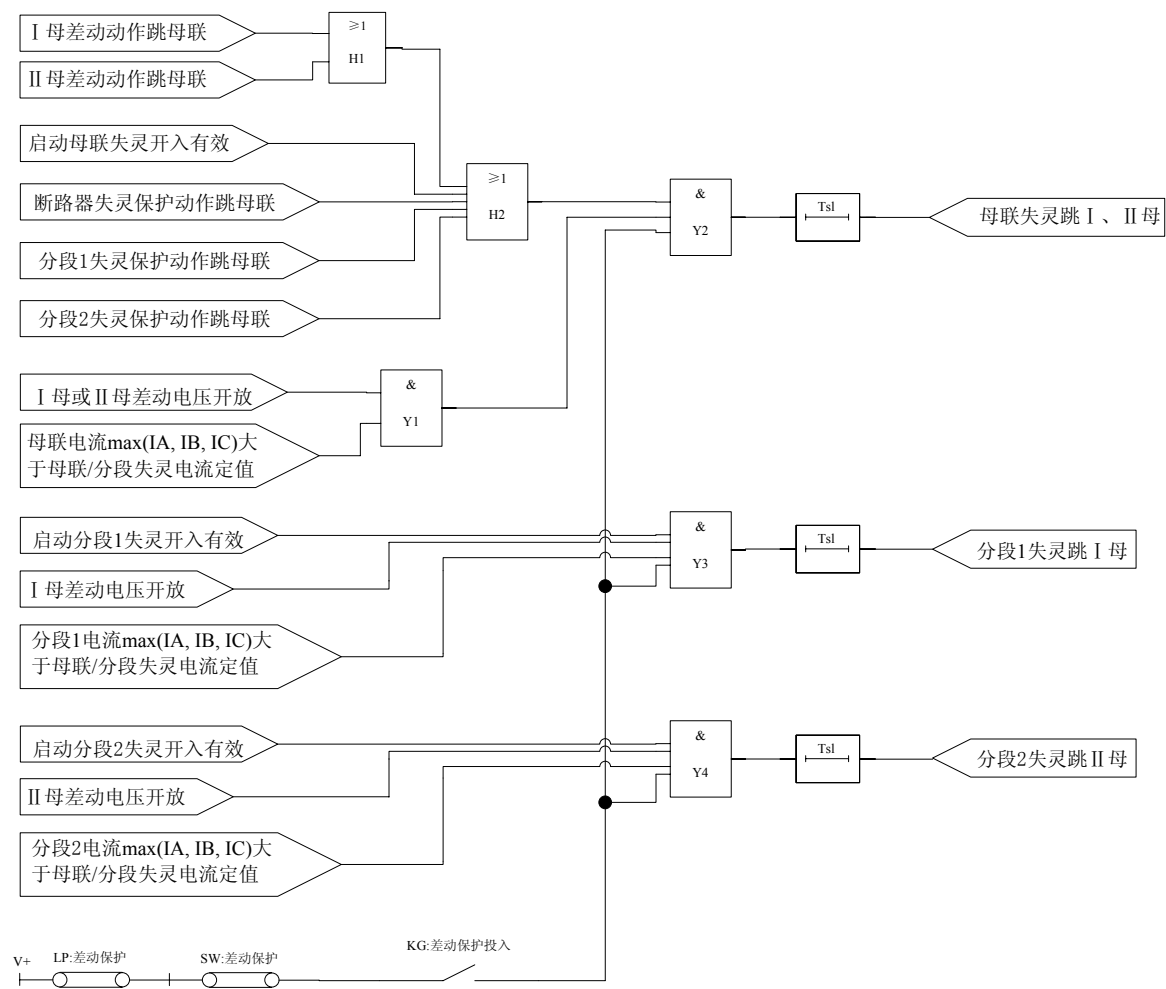 Ⅰ母差动动作跳母联
≥1
H1
Ⅱ母差动动作跳母联
启动母联失灵开入有效
≥1
H2
断路器失灵保护动作跳母联
&
Y2
Tsl
母联失灵跳Ⅰ、Ⅱ母
分段1失灵保护动作跳母联
分段2失灵保护动作跳母联
Ⅰ母或Ⅱ母差动电压开放
&
Y1
母联电流max(IA, IB, IC)大
于母联/分段失灵电流定值
启动分段1失灵开入有效
&
Y3
Tsl
分段1失灵跳Ⅰ母
Ⅰ母差动电压开放
分段1电流max(IA, IB, IC)大
于母联/分段失灵电流定值
启动分段2失灵开入有效
&
Y4
Tsl
分段2失灵跳Ⅱ母
Ⅱ母差动电压开放
分段2电流max(IA, IB, IC)大
于母联/分段失灵电流定值
V+
LP:差动保护
SW:差动保护
KG:差动保护投入